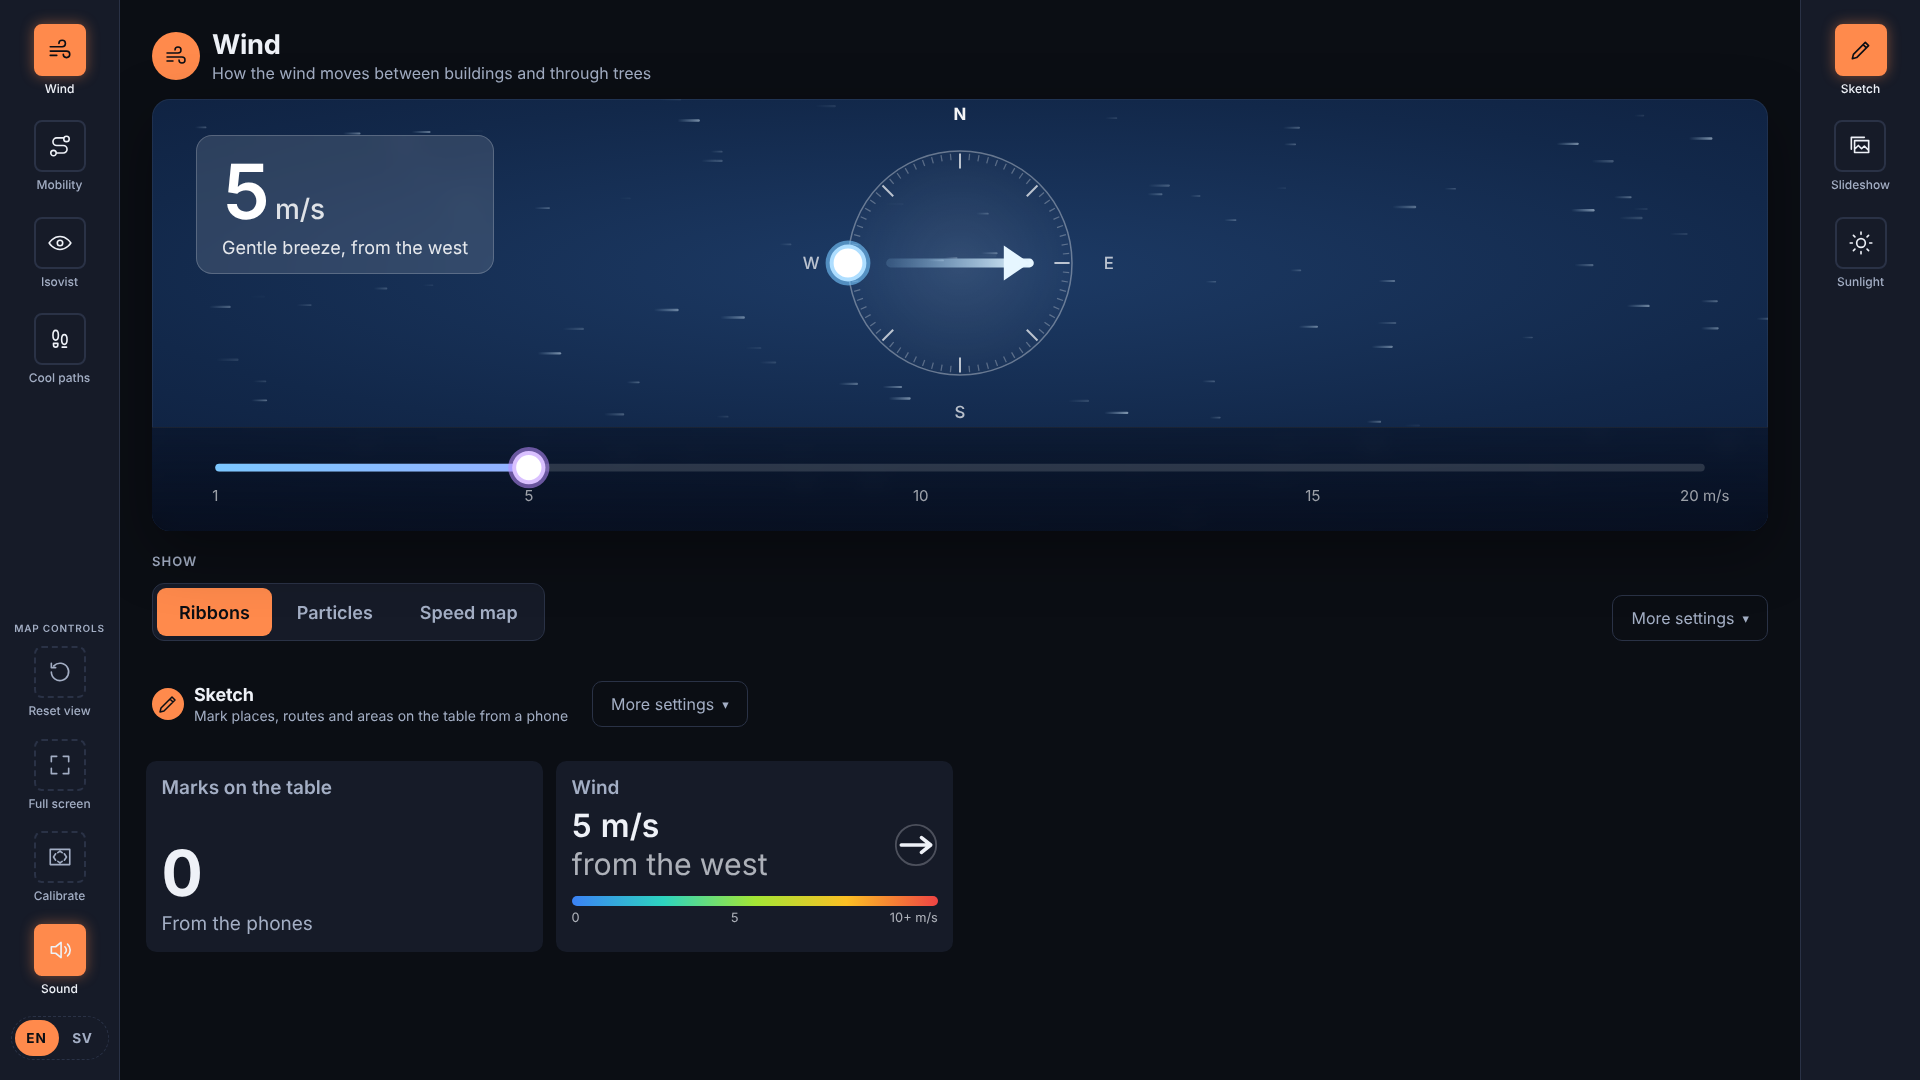 Wind
Mobility
Isovist
Cool paths
MAP CONTROLS
Reset view
Full screen
Calibrate
Sound
EN SV
Wind
How the wind moves between buildings and through trees
5 m/s
Gentle breeze, from the west
N
W
E
S
1 5 10 15 20 m/s
SHOW
Ribbons Particles Speed map
More settings ▾
Sketch
Mark places, routes and areas on the table from a phone
More settings ▾
Marks on the table
0
From the phones
Wind
5 m/s
from the west
0 5 10+ m/s
Sketch
Slideshow
Sunlight